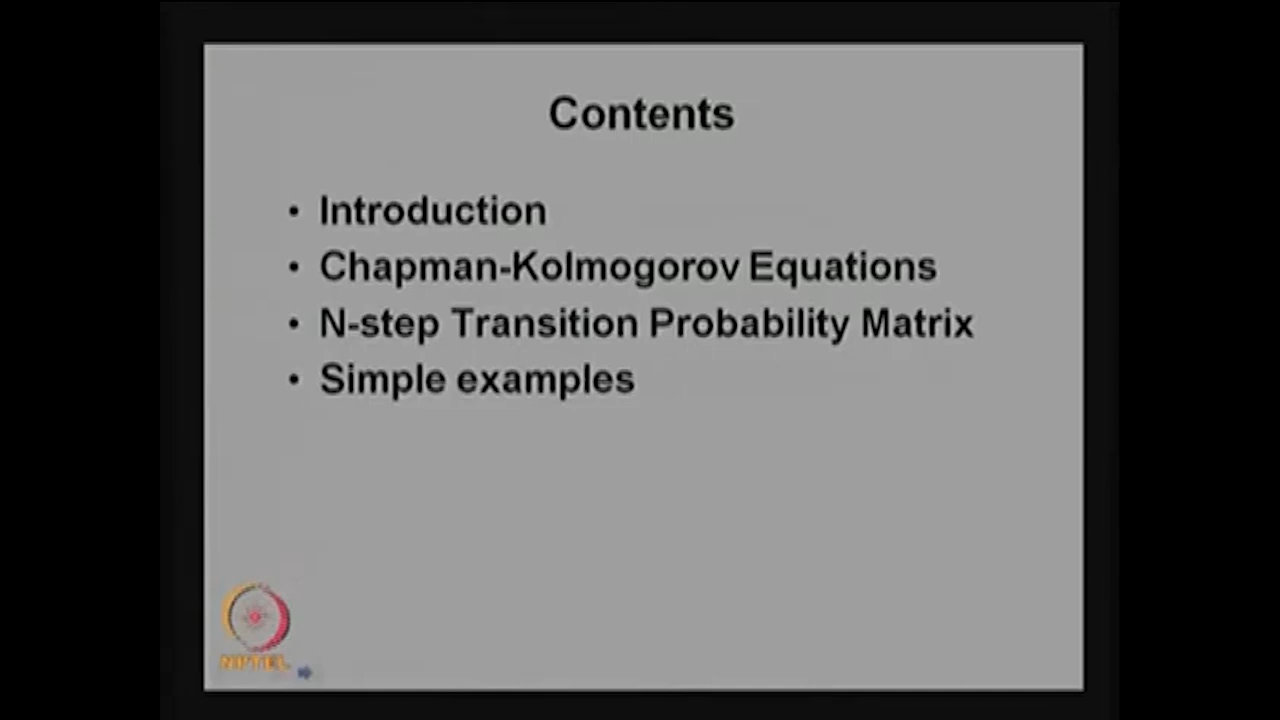 Contents
• Introduction
• Chapman-Kolmogorov Equations
• N-step Transition Probability Matrix
• Simple examples
NPTEL